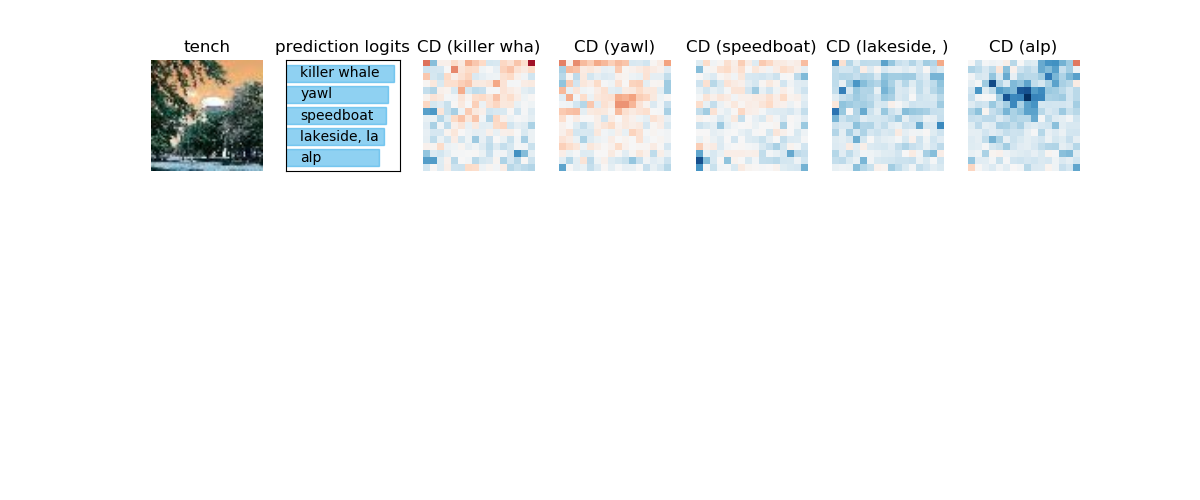 tench
prediction logits
CD (killer wha)
CD (yawl)
CD (speedboat)
CD (lakeside, )
CD (alp)
killer whale
yawl
speedboat
lakeside, la
alp